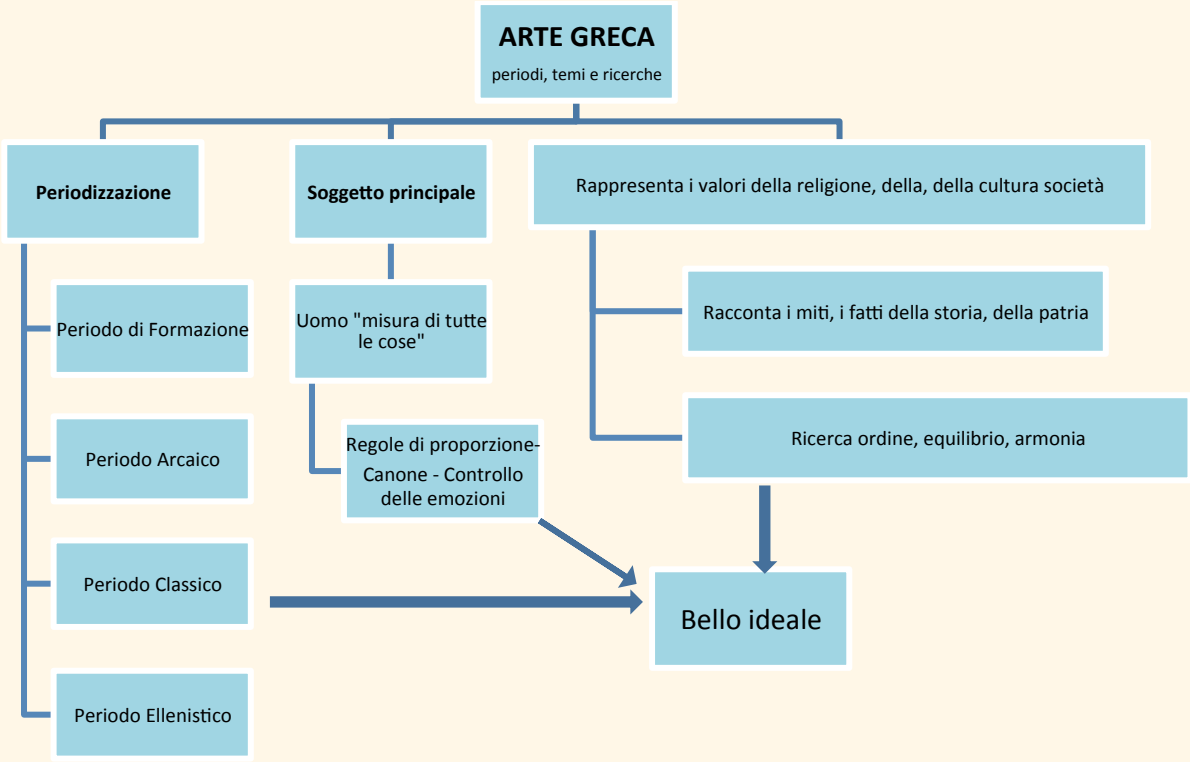 ARTE GRECA
periodi, temi e ricerche
Periodizzazione
Soggetto principale
Rappresenta i valori della religione, della, della cultura società
Periodo di Formazione
Uomo "misura di tutte
le cose"
Racconta i miti, i fatti della storia, della patria
Periodo Arcaico
Regole di proporzione-
Canone - Controllo
delle emozioni
Ricerca ordine, equilibrio, armonia
Periodo Classico
Bello ideale
Periodo Ellenistico